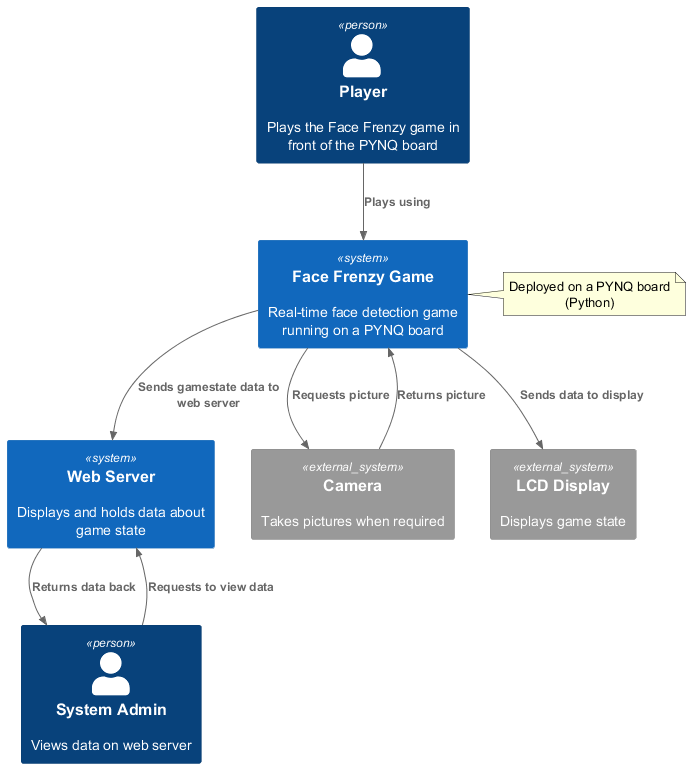 «person»
Player
Plays the Face Frenzy game in
front of the PYNQ board
Plays using
«system»
Face Frenzy Game
Real-time face detection game
running on a PYNQ board
Deployed on a PYNQ board
(Python)
Sends gamestate data to
web server
Requests picture
Returns picture
Sends data to display
«system»
Web Server
Displays and holds data about
game state
«external_system»
Camera
Takes pictures when required
«external_system»
LCD Display
Displays game state
Returns data back
Requests to view data
«person»
System Admin
Views data on web server